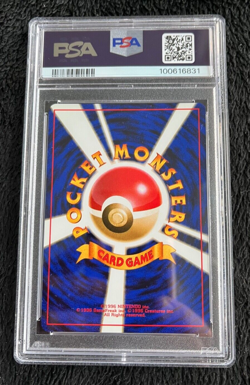 PSA
PSA
100616831
POCKET MONSTERS
CARD GAME